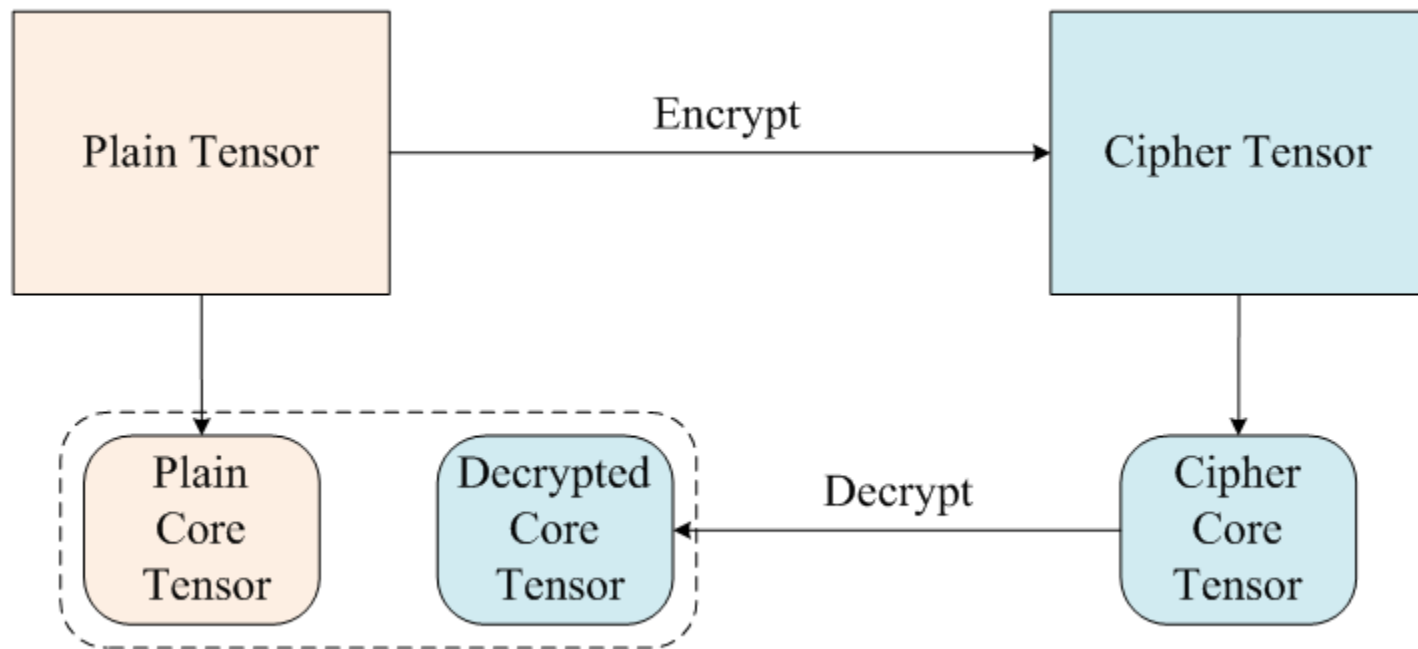 Plain Tensor
Encrypt
Cipher Tensor
Plain
Core
Tensor
Decrypted
Core
Tensor
Decrypt
Cipher
Core
Tensor